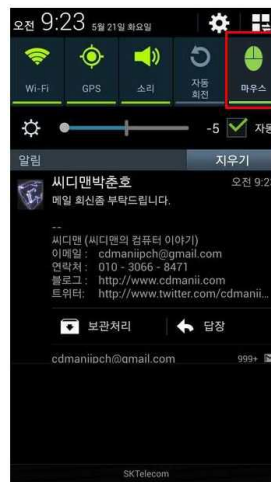 오전 9:23 5월 21일 화요일
Wi-Fi GPS 소리 자동 회전 마우스
-5 자동
알림 지우기
씨디맨박춘호 오전 9:23
메일 회신좀 부탁드립니다.
--
씨디맨 (씨디맨의 컴퓨터 이야기)
이메일 : cdmaniipch@gmail.com
연락처 : 010 - 3066 - 8471
블로그 : http://www.cdmanii.com
트위터: http://www.twitter.com/cdmanii...
보관처리 답장
cdmaniipch@gmail.com 999+
SKTelecom